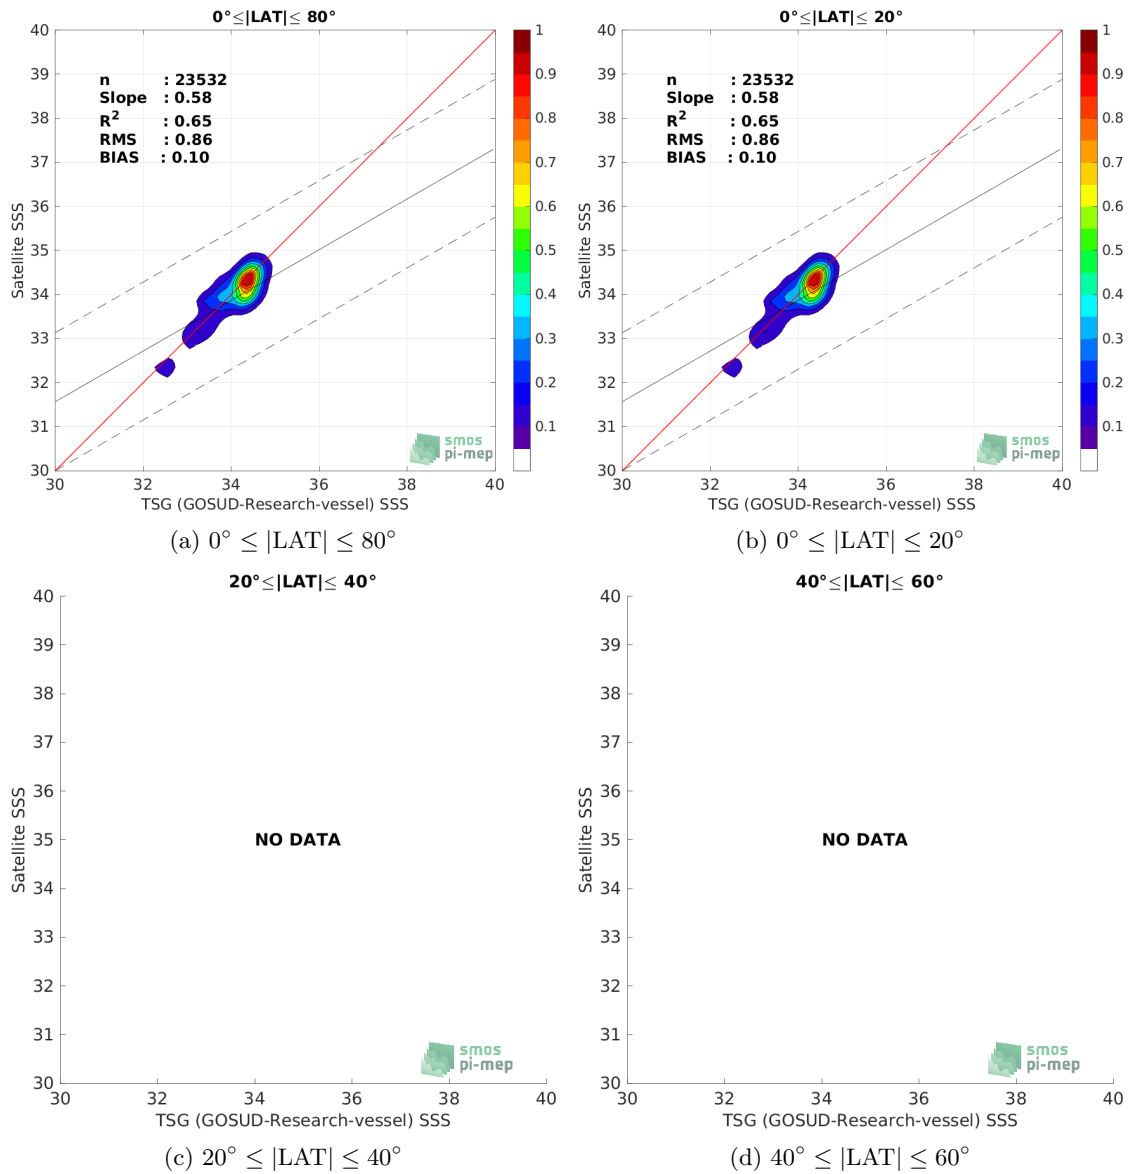 0°≤|LAT|≤ 80°
40
39
38
37
36
35
34
33
32
31
30
n : 23532
Slope : 0.58
R² : 0.65
RMS : 0.86
BIAS : 0.10
1
0.9
0.8
0.7
0.6
0.5
0.4
0.3
0.2
0.1
Satellite SSS
smos
pi-mep
30 32 34 36 38 40
TSG (GOSUD-Research-vessel) SSS
(a) 0° ≤ |LAT| ≤ 80°
0°≤|LAT|≤ 20°
40
39
38
37
36
35
34
33
32
31
30
n : 23532
Slope : 0.58
R² : 0.65
RMS : 0.86
BIAS : 0.10
1
0.9
0.8
0.7
0.6
0.5
0.4
0.3
0.2
0.1
Satellite SSS
smos
pi-mep
30 32 34 36 38 40
TSG (GOSUD-Research-vessel) SSS
(b) 0° ≤ |LAT| ≤ 20°
20°≤|LAT|≤ 40°
40
39
38
37
36
35
34
33
32
31
30
Satellite SSS
NO DATA
smos
pi-mep
30 32 34 36 38 40
TSG (GOSUD-Research-vessel) SSS
(c) 20° ≤ |LAT| ≤ 40°
40°≤|LAT|≤ 60°
40
39
38
37
36
35
34
33
32
31
30
Satellite SSS
NO DATA
smos
pi-mep
30 32 34 36 38 40
TSG (GOSUD-Research-vessel) SSS
(d) 40° ≤ |LAT| ≤ 60°